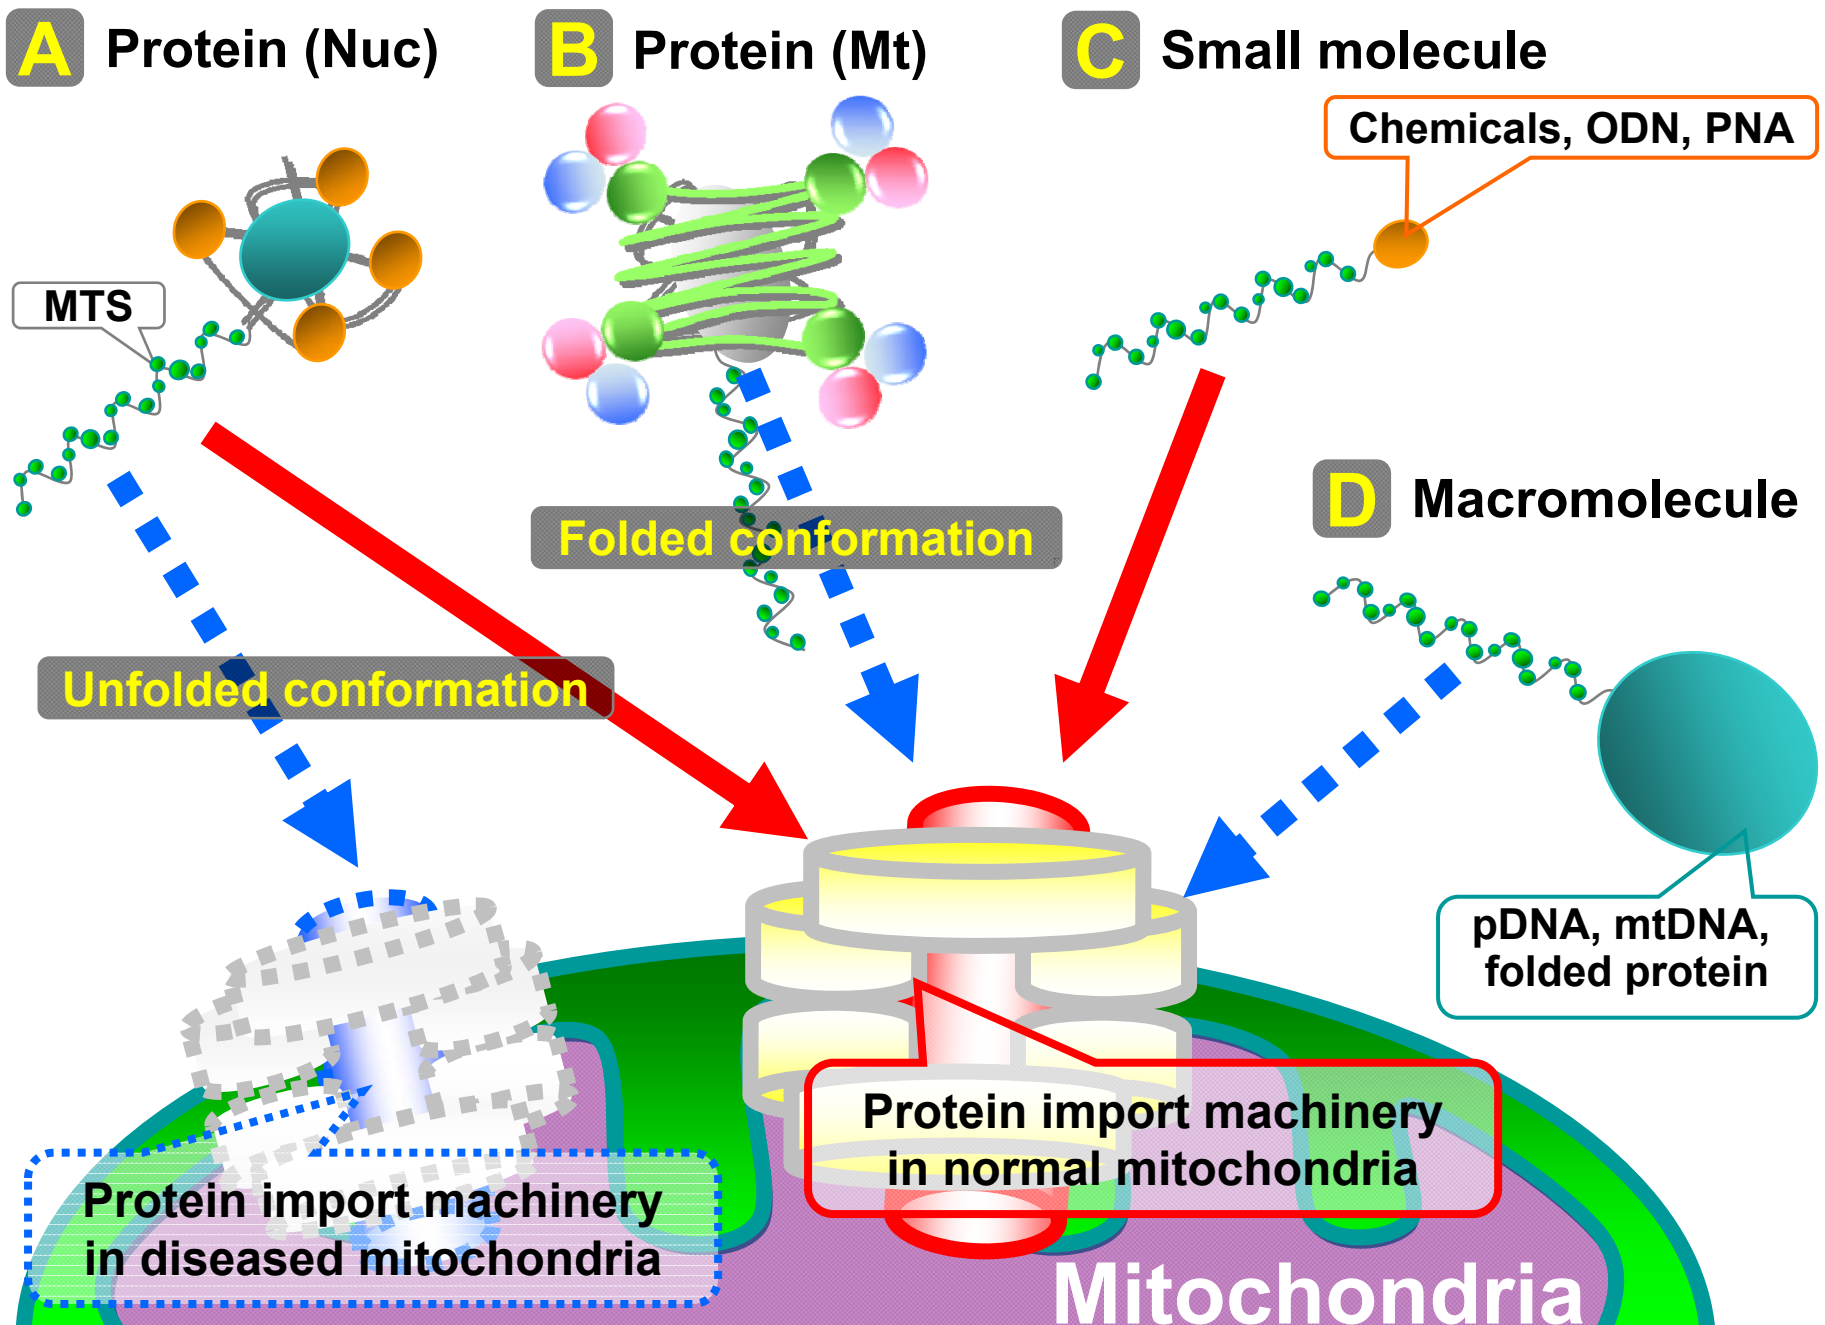 A Protein (Nuc)
B Protein (Mt)
C Small molecule
Chemicals, ODN, PNA
MTS
D Macromolecule
Folded conformation
Unfolded conformation
pDNA, mtDNA,
folded protein
Protein import machinery
in normal mitochondria
Protein import machinery
in diseased mitochondria
Mitochondria